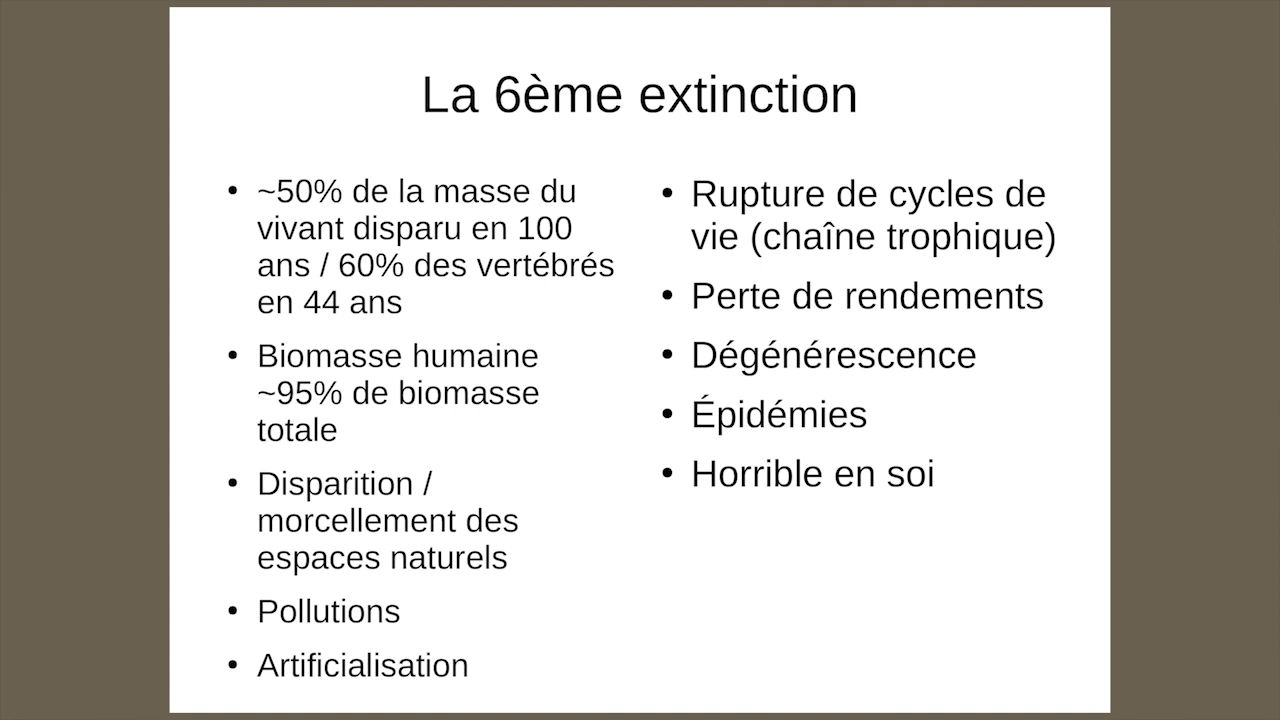 La 6ème extinction
• ~50% de la masse du
vivant disparu en 100
ans / 60% des vertébrés
en 44 ans
• Biomasse humaine
~95% de biomasse
totale
• Disparition /
morcellement des
espaces naturels
• Pollutions
• Artificialisation
• Rupture de cycles de
vie (chaîne trophique)
• Perte de rendements
• Dégénérescence
• Épidémies
• Horrible en soi